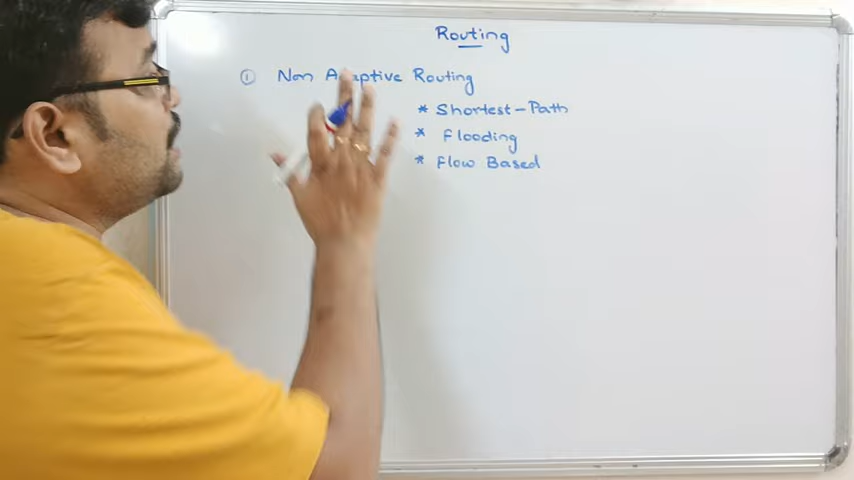 Routing
① Non Adaptive Routing
* Shortest-Path
* Flooding
* Flow Based